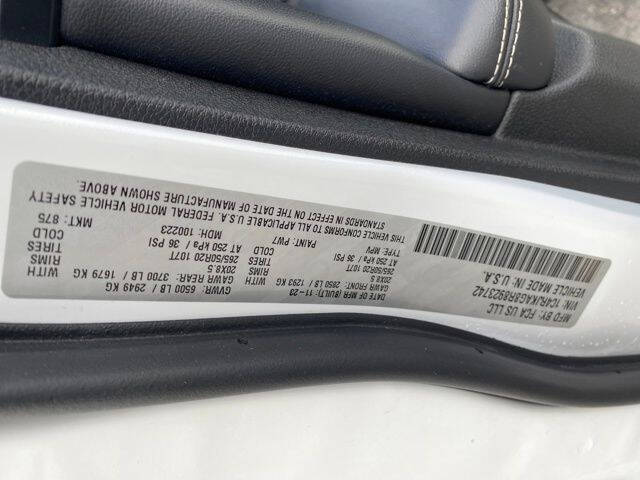 MFD BY: FCA US LLC DATE OF MFR (BUILT): 11-23 GVWR: 6500 LB / 2949 KG
GAWR FRONT: 2850 LB / 1293 KG WITH GAWR REAR: 3700 LB / 1679 KG WITH
20X8.5 RIMS 20X8.5 RIMS
265/50R20 107T TIRES 265/50R20 107T TIRES
AT 250 kPa / 36 PSI COLD AT 250 kPa / 36 PSI COLD
THIS VEHICLE CONFORMS TO ALL APPLICABLE U.S.A. FEDERAL MOTOR VEHICLE SAFETY
STANDARDS IN EFFECT ON THE DATE OF MANUFACTURE SHOWN ABOVE.
VIN: 1C4RJKAG8R8923742 TYPE: MPV
VEHICLE MADE IN: U.S.A. PAINT: PW7 MDH: 100223 MKT: 875